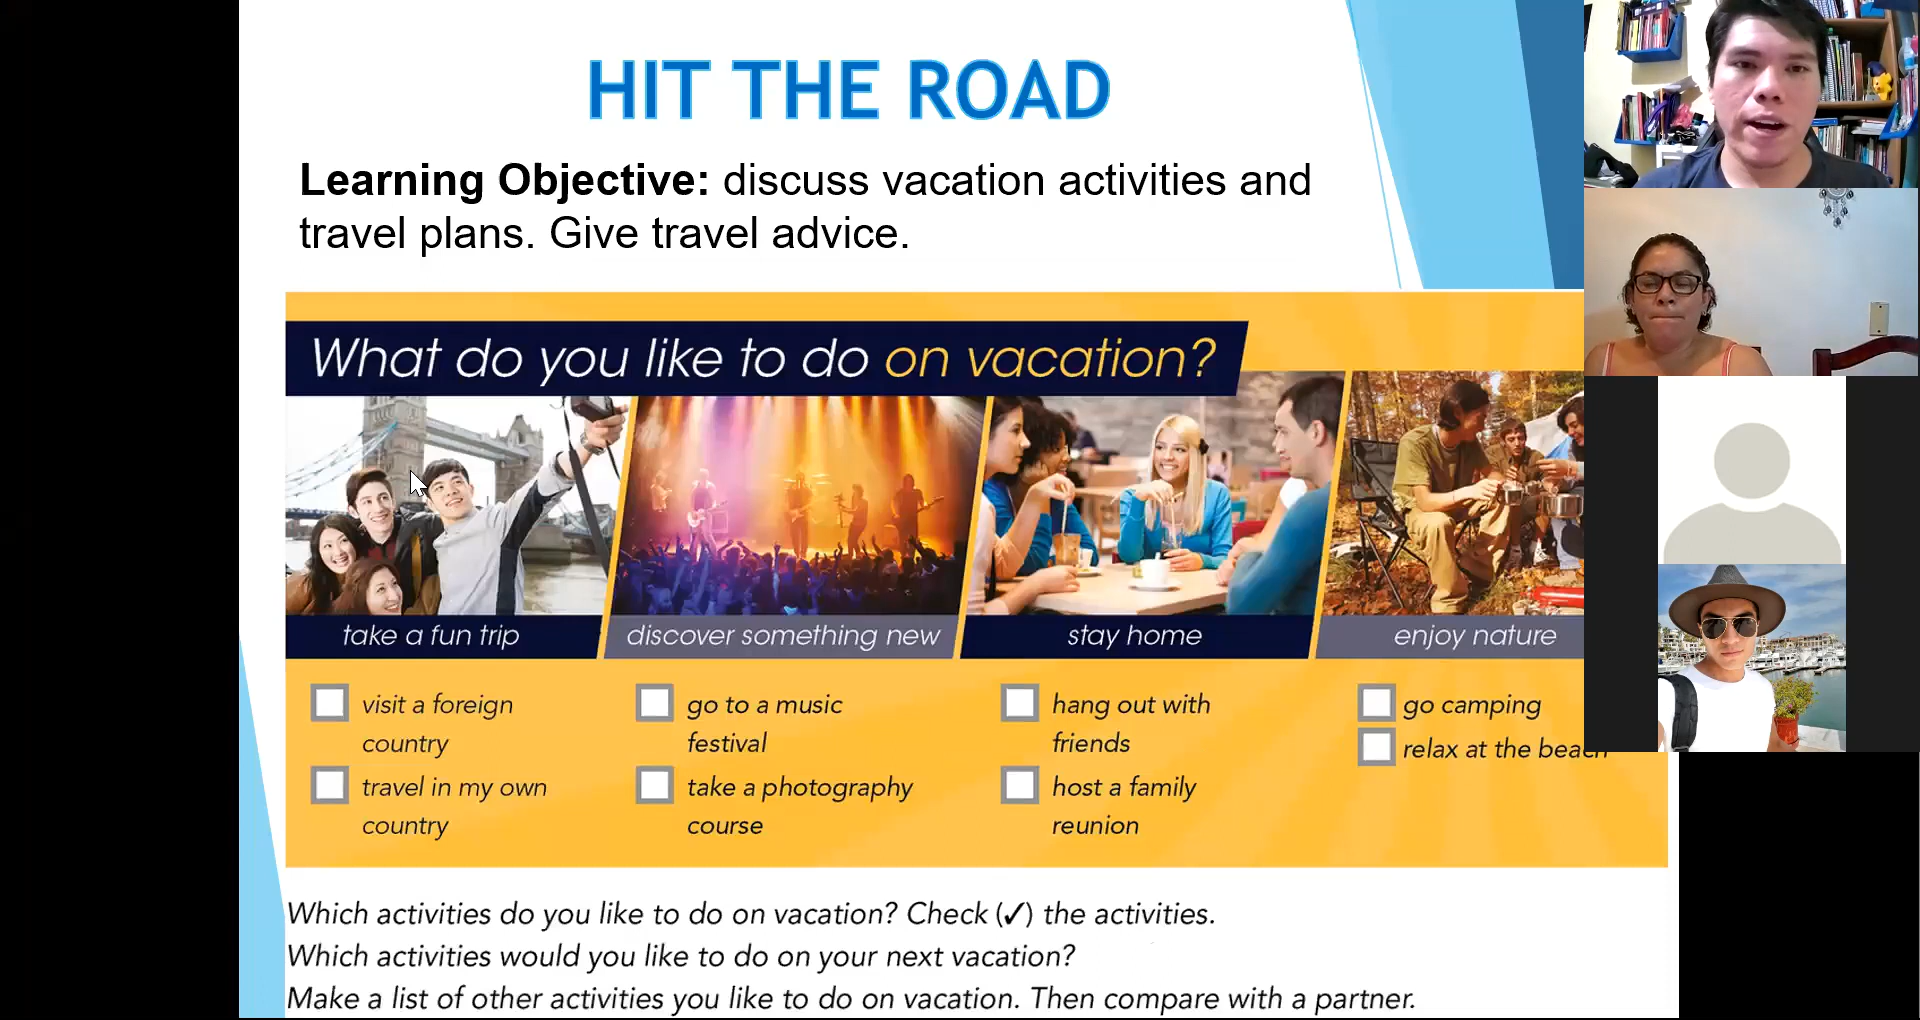 HIT THE ROAD
Learning Objective: discuss vacation activities and
travel plans. Give travel advice.
What do you like to do on vacation?
take a fun trip
discover something new
stay home
enjoy nature
visit a foreign
country
travel in my own
country
go to a music
festival
take a photography
course
hang out with
friends
host a family
reunion
go camping
relax at the beach
Which activities do you like to do on vacation? Check (✓) the activities.
Which activities would you like to do on your next vacation?
Make a list of other activities you like to do on vacation. Then compare with a partner.